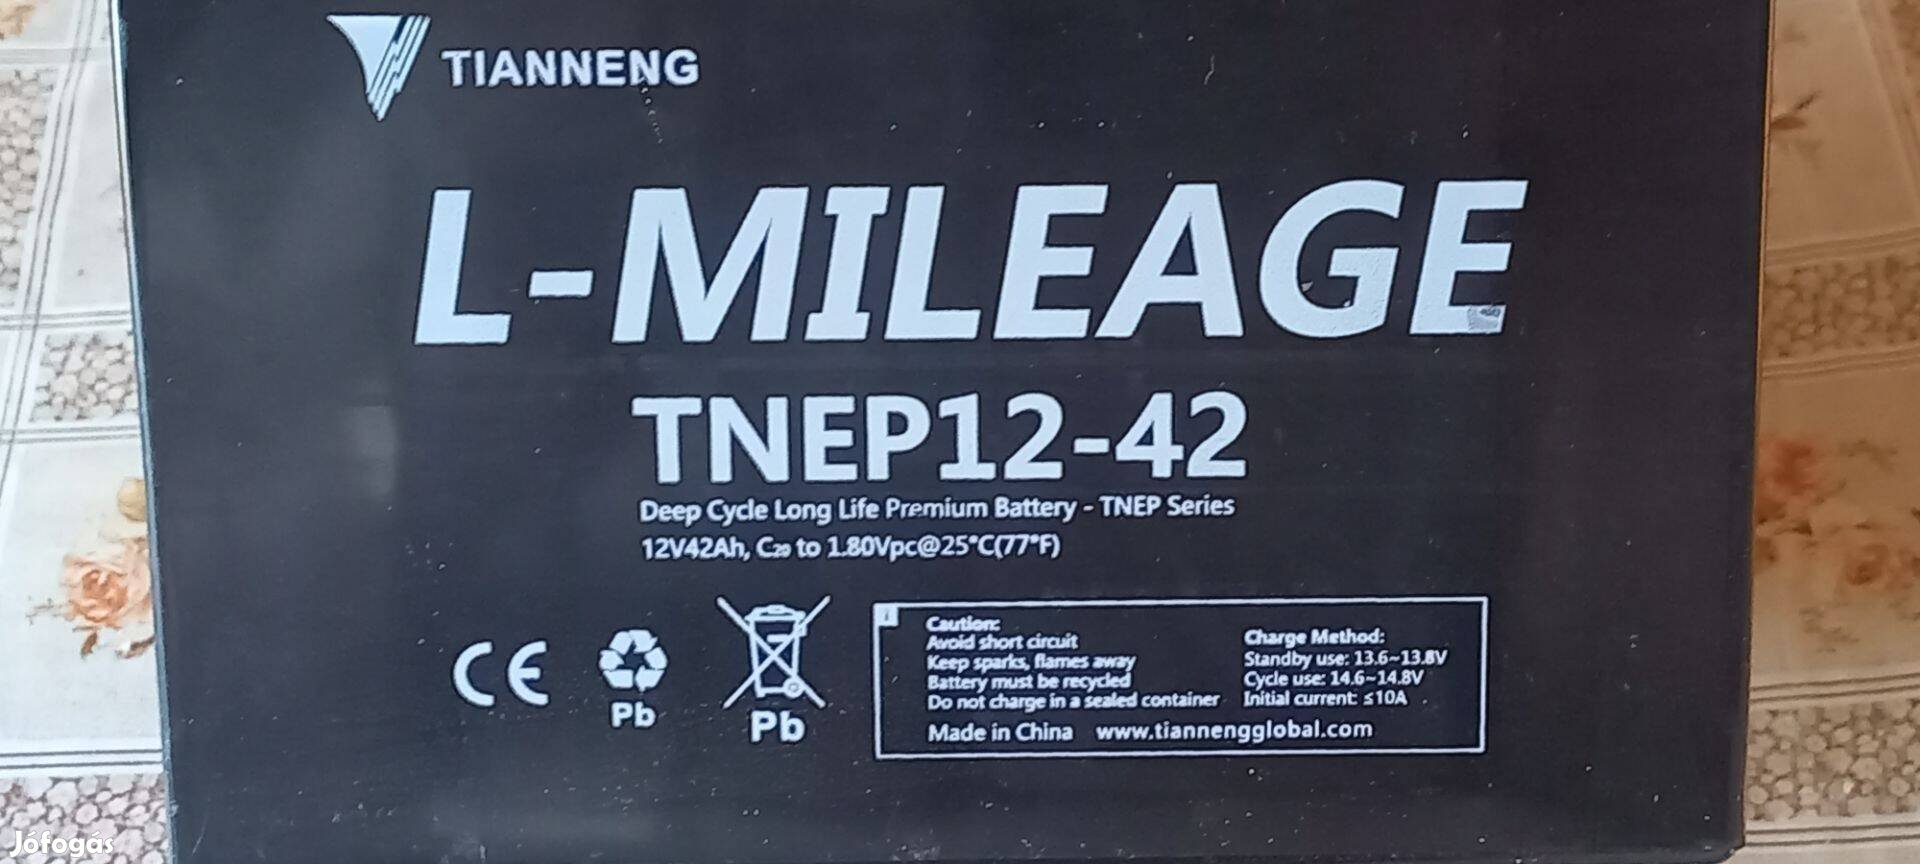 TIANNENG
L-MILEAGE
TNEP12-42
Deep Cycle Long Life Premium Battery - TNEP Series
12V42Ah, C20 to 1.80Vpc@25°C(77°F)
CE
Pb
Pb
i
Caution:
Avoid short circuit
Keep sparks, flames away
Battery must be recycled
Do not charge in a sealed container
Charge Method:
Standby use: 13.6~13.8V
Cycle use: 14.6~14.8V
Initial current: ≤10A
Made in China www.tiannengglobal.com
Jófogás